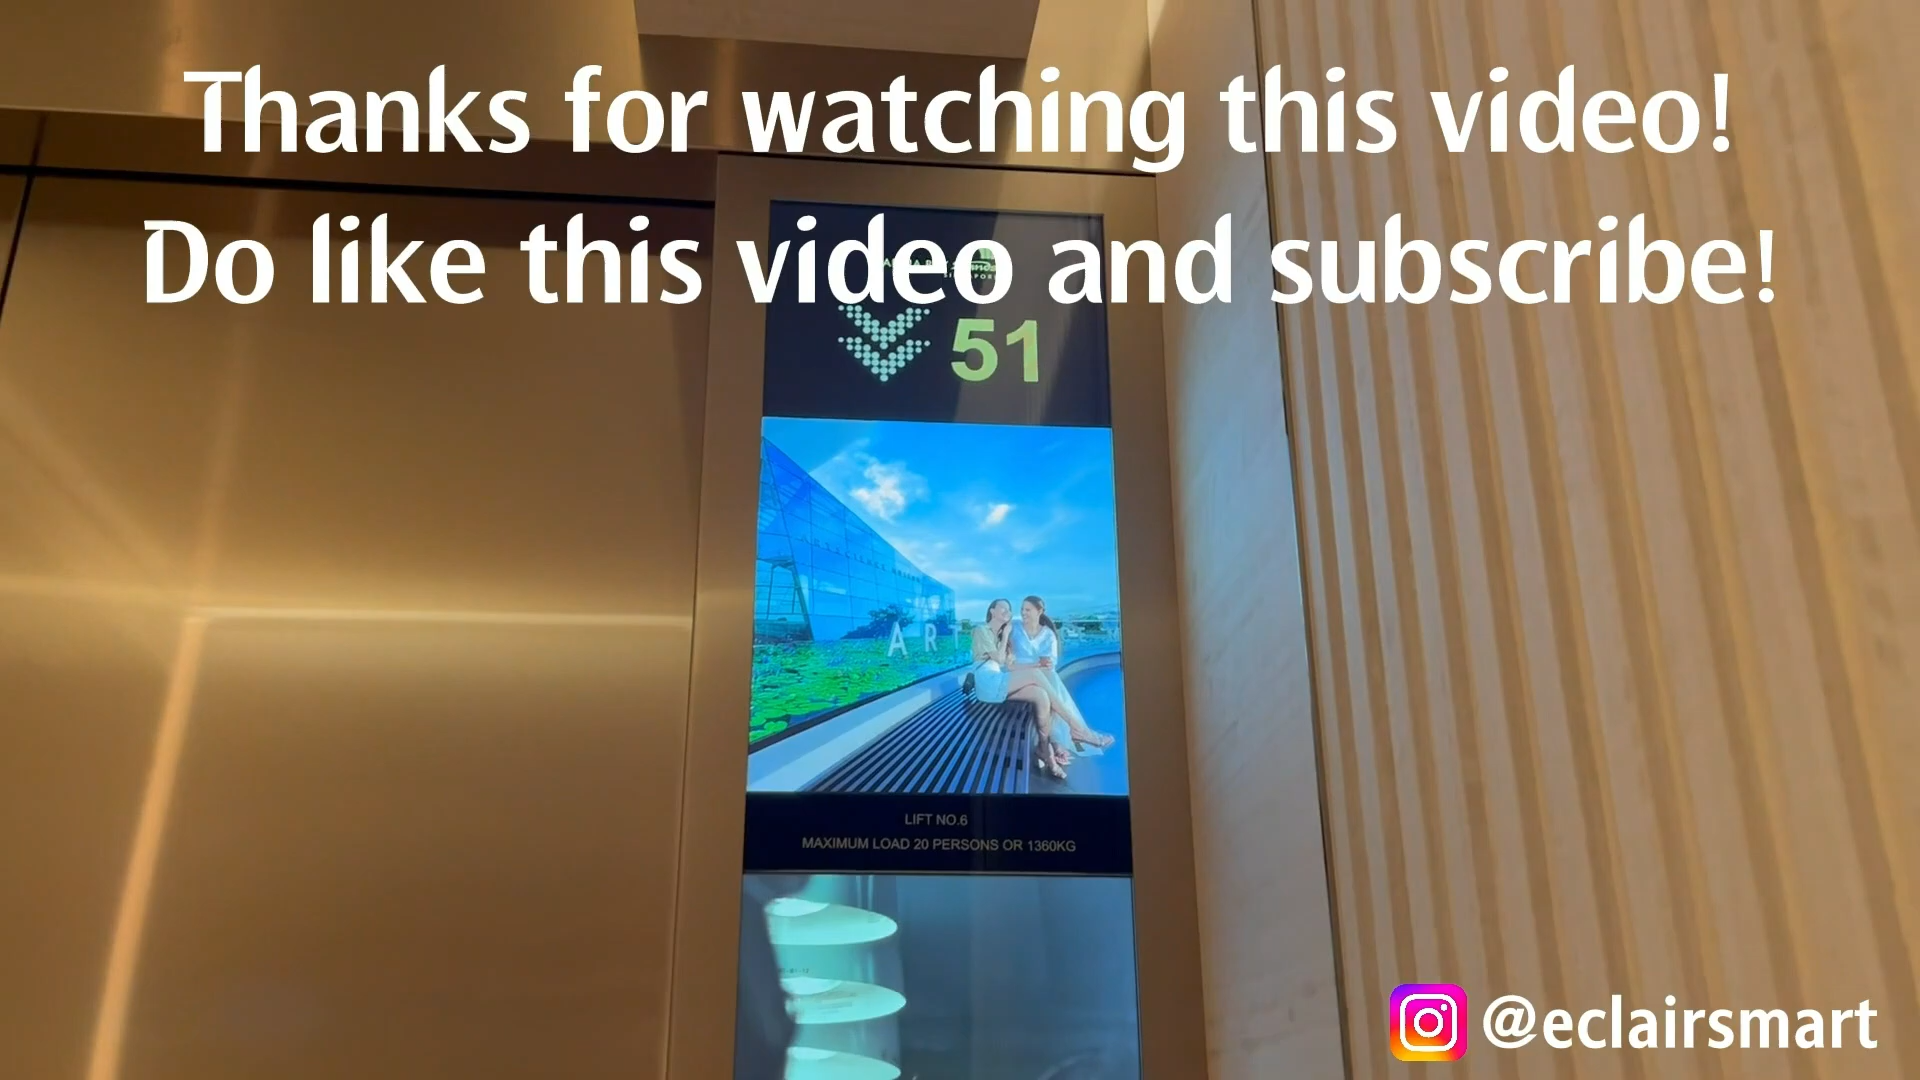 Thanks for watching this video!
Do like this video and subscribe!
51
ART
LIFT NO.6
MAXIMUM LOAD 20 PERSONS OR 1360KG
@eclairsmart